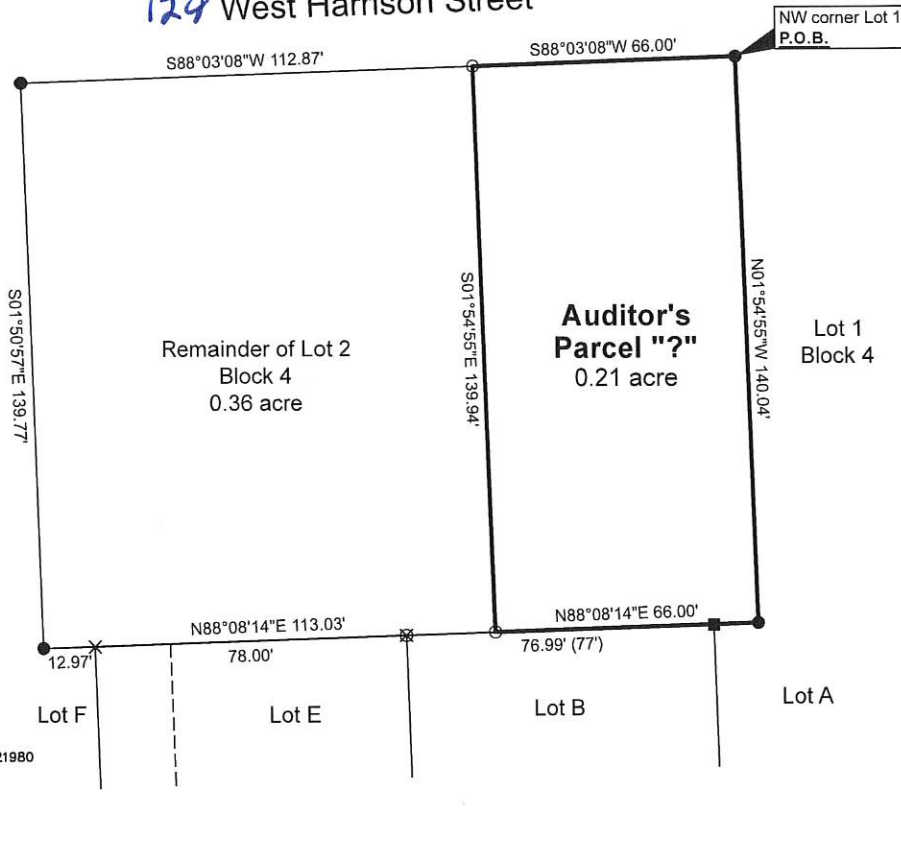 124 West Harrison Street
NW corner Lot 1
P.O.B.
S88°03'08"W 112.87'
S88°03'08"W 66.00'
S01°50'57"E 139.77'
Remainder of Lot 2
Block 4
0.36 acre
S01°54'55"E 139.94'
Auditor's
Parcel "?"
0.21 acre
N01°54'55"W 140.04'
Lot 1
Block 4
N88°08'14"E 113.03'
N88°08'14"E 66.00'
12.97'
78.00'
76.99' (77')
Lot F
Lot E
Lot B
Lot A
21980